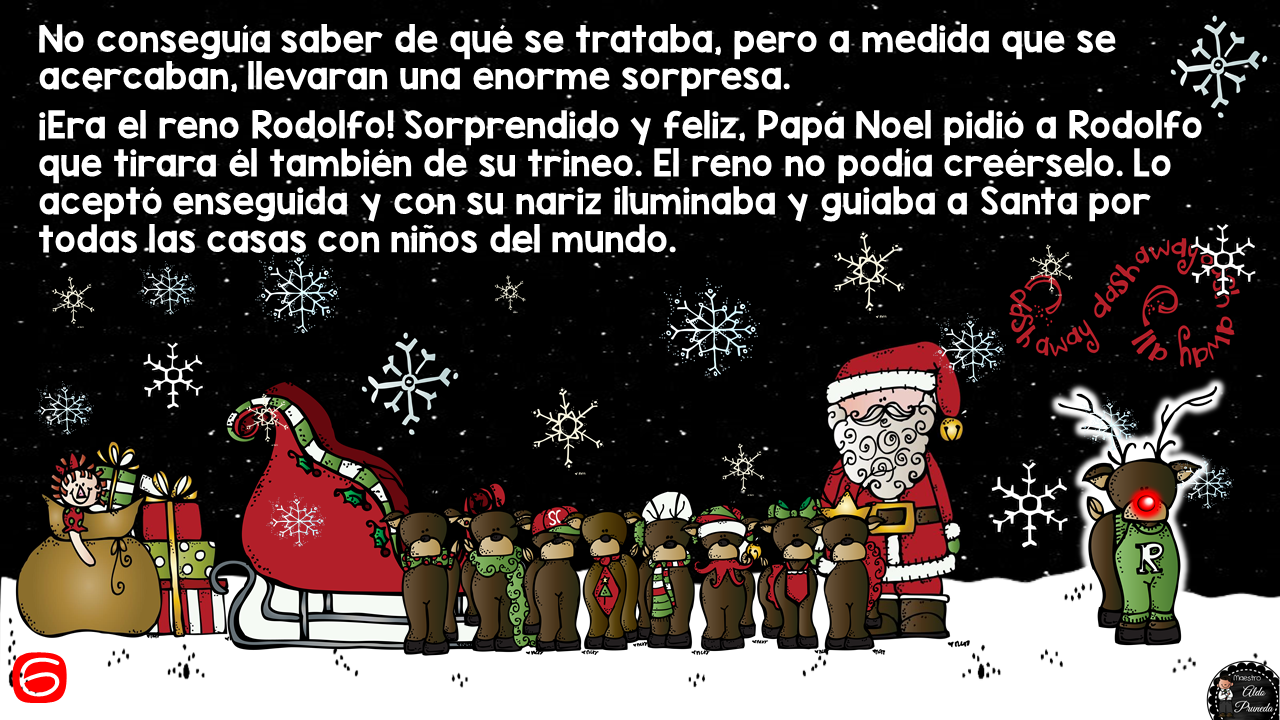 No conseguía saber de qué se trataba, pero a medida que se
acercaban, llevaran una enorme sorpresa.
¡Era el reno Rodolfo! Sorprendido y feliz, Papá Noel pidió a Rodolfo
que tirara él también de su trineo. El reno no podía creérselo. Lo
aceptó enseguida y con su nariz iluminaba y guiaba a Santa por
todas las casas con niños del mundo.
dash away dash away dash away all
SC
R
6
Maestro
Aldo
Pruneda